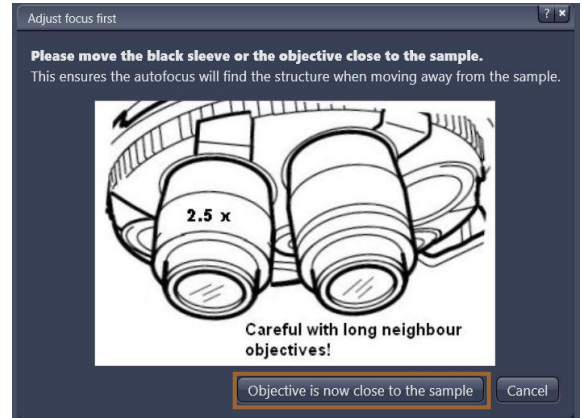 Adjust focus first
? ×
Please move the black sleeve or the objective close to the sample.
This ensures the autofocus will find the structure when moving away from the sample.
2.5 x
Careful with long neighbour
objectives!
Objective is now close to the sample Cancel